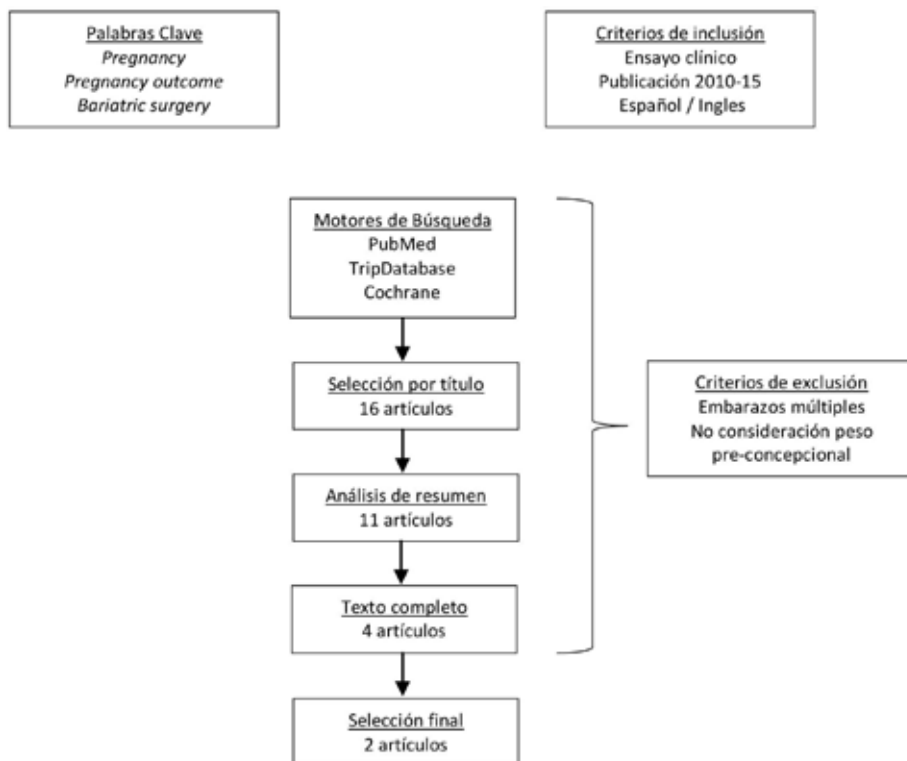 Palabras Clave
Pregnancy
Pregnancy outcome
Bariatric surgery
Criterios de inclusión
Ensayo clínico
Publicación 2010-15
Español / Ingles
Motores de Búsqueda
PubMed
TripDatabase
Cochrane
Selección por título
16 artículos
Análisis de resumen
11 artículos
Texto completo
4 artículos
Selección final
2 artículos
Criterios de exclusión
Embarazos múltiples
No consideración peso
pre-concepcional